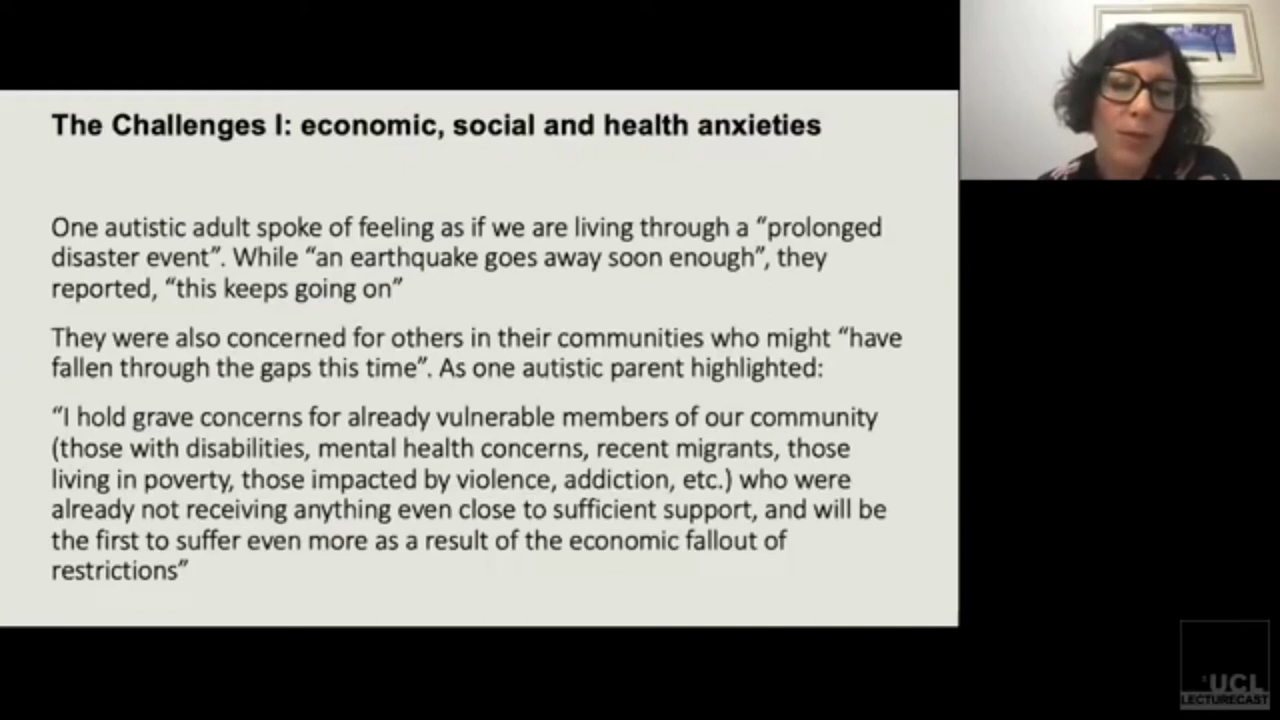 The Challenges I: economic, social and health anxieties
One autistic adult spoke of feeling as if we are living through a “prolonged
disaster event”. While “an earthquake goes away soon enough”, they
reported, “this keeps going on”
They were also concerned for others in their communities who might “have
fallen through the gaps this time”. As one autistic parent highlighted:
“I hold grave concerns for already vulnerable members of our community
(those with disabilities, mental health concerns, recent migrants, those
living in poverty, those impacted by violence, addiction, etc.) who were
already not receiving anything even close to sufficient support, and will be
the first to suffer even more as a result of the economic fallout of
restrictions”
UCL
LECTURECAST